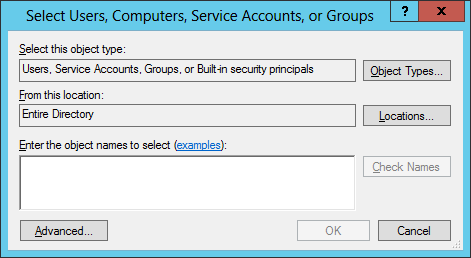 Select Users, Computers, Service Accounts, or Groups
? x
Select this object type:
Users, Service Accounts, Groups, or Built-in security principals
Object Types...
From this location:
Entire Directory
Locations...
Enter the object names to select (examples):
Check Names
Advanced...
OK
Cancel